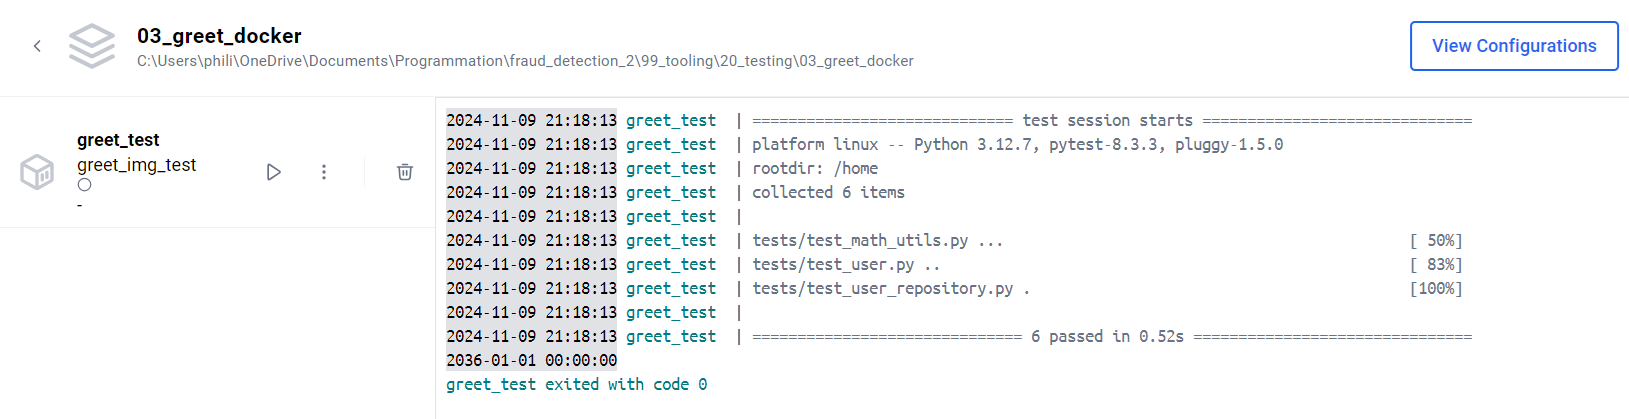 03_greet_docker
C:\Users\phili\OneDrive\Documents\Programmation\fraud_detection_2\99_tooling\20_testing\03_greet_docker
View Configurations
greet_test
greet_img_test
-
2024-11-09 21:18:13 greet_test  | ============================= test session starts ==============================
2024-11-09 21:18:13 greet_test  | platform linux -- Python 3.12.7, pytest-8.3.3, pluggy-1.5.0
2024-11-09 21:18:13 greet_test  | rootdir: /home
2024-11-09 21:18:13 greet_test  | collected 6 items
2024-11-09 21:18:13 greet_test  |
2024-11-09 21:18:13 greet_test  | tests/test_math_utils.py ...                                             [ 50%]
2024-11-09 21:18:13 greet_test  | tests/test_user.py ..                                                    [ 83%]
2024-11-09 21:18:13 greet_test  | tests/test_user_repository.py .                                          [100%]
2024-11-09 21:18:13 greet_test  |
2024-11-09 21:18:13 greet_test  | ============================== 6 passed in 0.52s ===============================
2036-01-01 00:00:00
greet_test exited with code 0